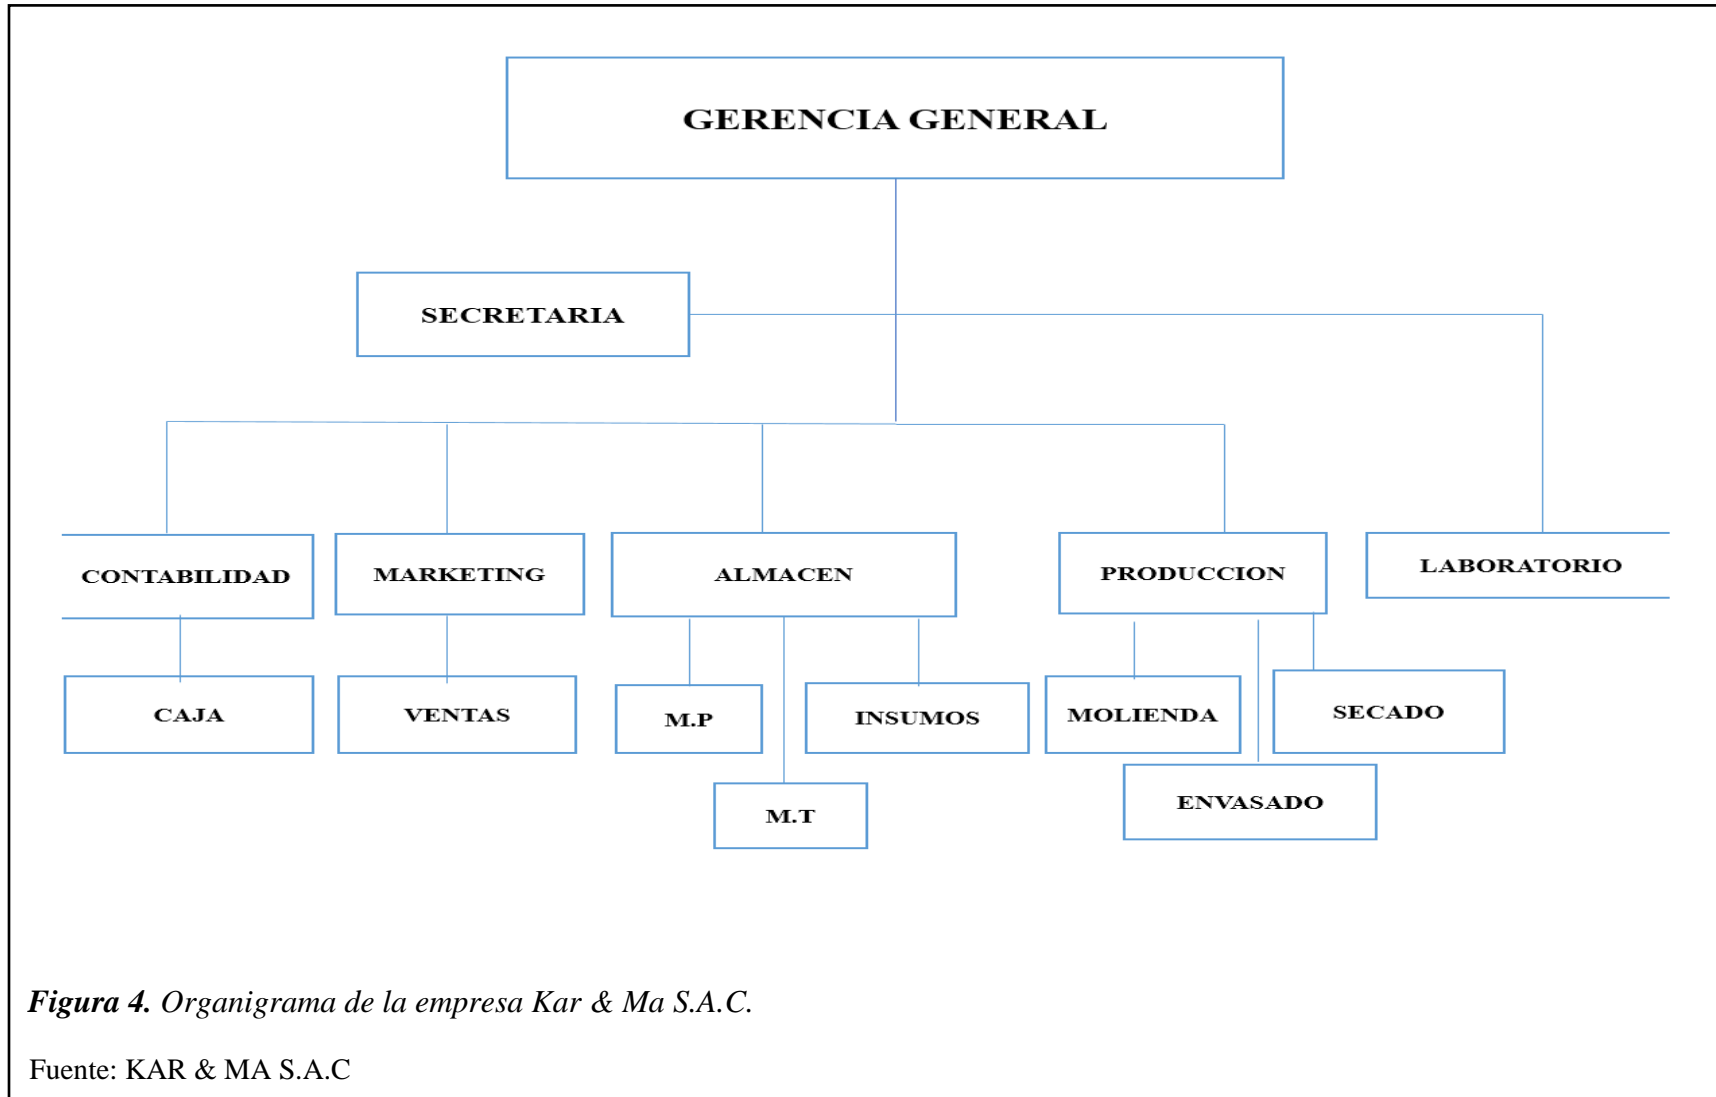 GERENCIA GENERAL
SECRETARIA
CONTABILIDAD
MARKETING
ALMACEN
PRODUCCION
LABORATORIO
CAJA
VENTAS
M.P
INSUMOS
MOLIENDA
SECADO
M.T
ENVASADO
Figura 4. Organigrama de la empresa Kar & Ma S.A.C.
Fuente: KAR & MA S.A.C